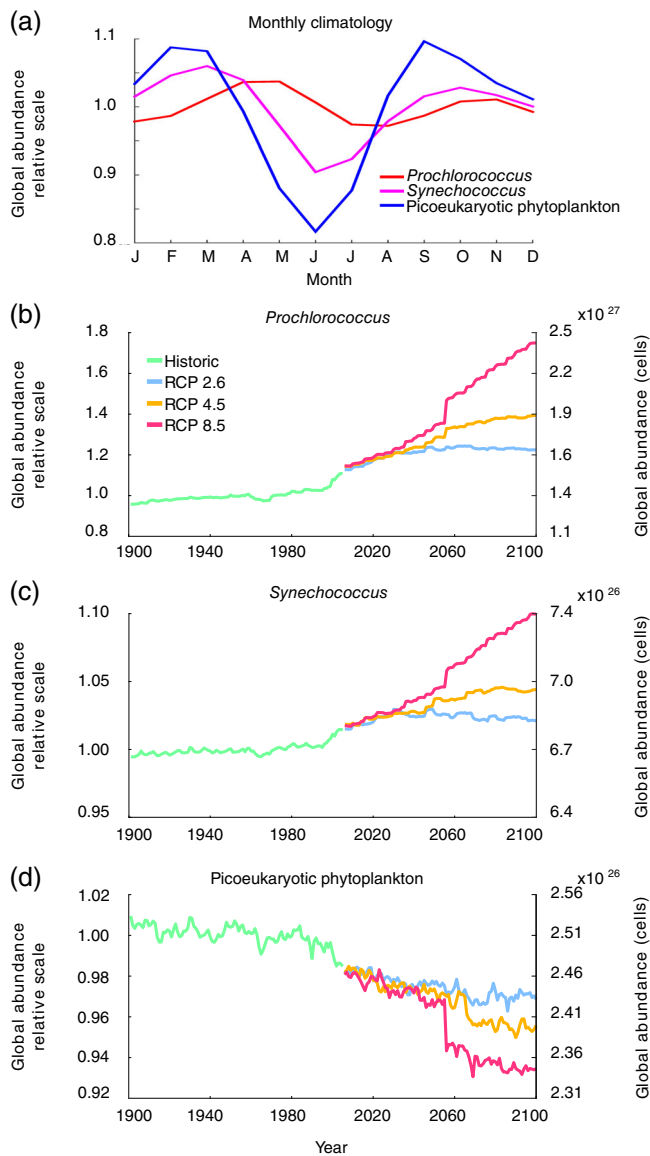 (a)
Monthly climatology
Global abundance
relative scale
1.1
1.0
0.9
0.8
Prochlorococcus
Synechococcus
Picoeukaryotic phytoplankton
J F M A M J J A S O N D
Month
(b)
Prochlorococcus
x10 27
Global abundance
relative scale
1.8
1.6
1.4
1.2
1.0
0.8
Historic
RCP 2.6
RCP 4.5
RCP 8.5
2.5
2.2
1.9
1.6
1.4
1.1
Global abundance (cells)
1900 1940 1980 2020 2060 2100
(c)
Synechococcus
x10 26
Global abundance
relative scale
1.10
1.05
1.00
0.95
7.4
7.0
6.7
6.4
Global abundance (cells)
1900 1940 1980 2020 2060 2100
(d)
Picoeukaryotic phytoplankton
x10 26
Global abundance
relative scale
1.02
1.00
0.98
0.96
0.94
0.92
2.56
2.51
2.46
2.40
2.36
2.31
Global abundance (cells)
1900 1940 1980 2020 2060 2100
Year